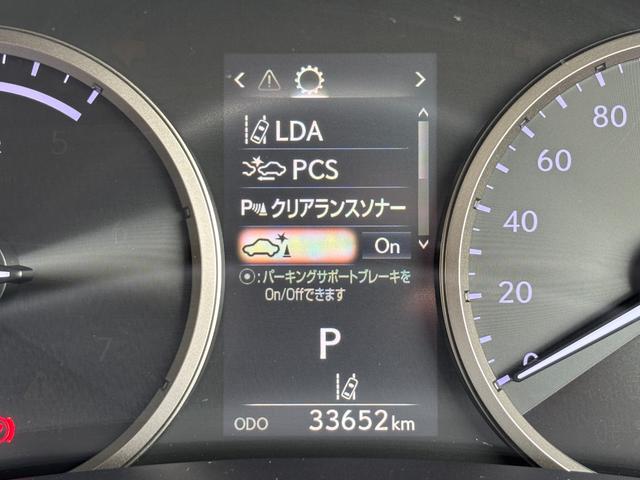 LDA
PCS
P クリアランスソナー
On
:パーキングサポートブレーキを
On/Offできます
P
ODO 33652 km
5
7
80
60
40
20
0